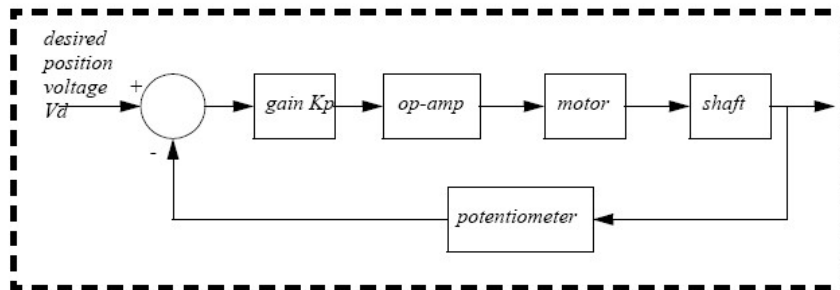 desired
position
voltage
Vd
+
-
gain Kp
op-amp
motor
shaft
potentiometer